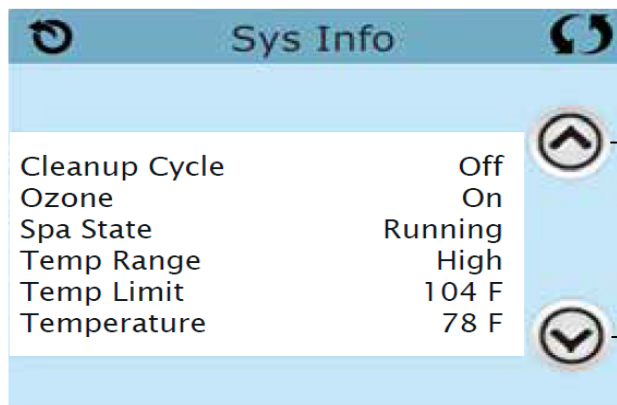 Sys Info
Cleanup Cycle Off
Ozone On
Spa State Running
Temp Range High
Temp Limit 104 F
Temperature 78 F